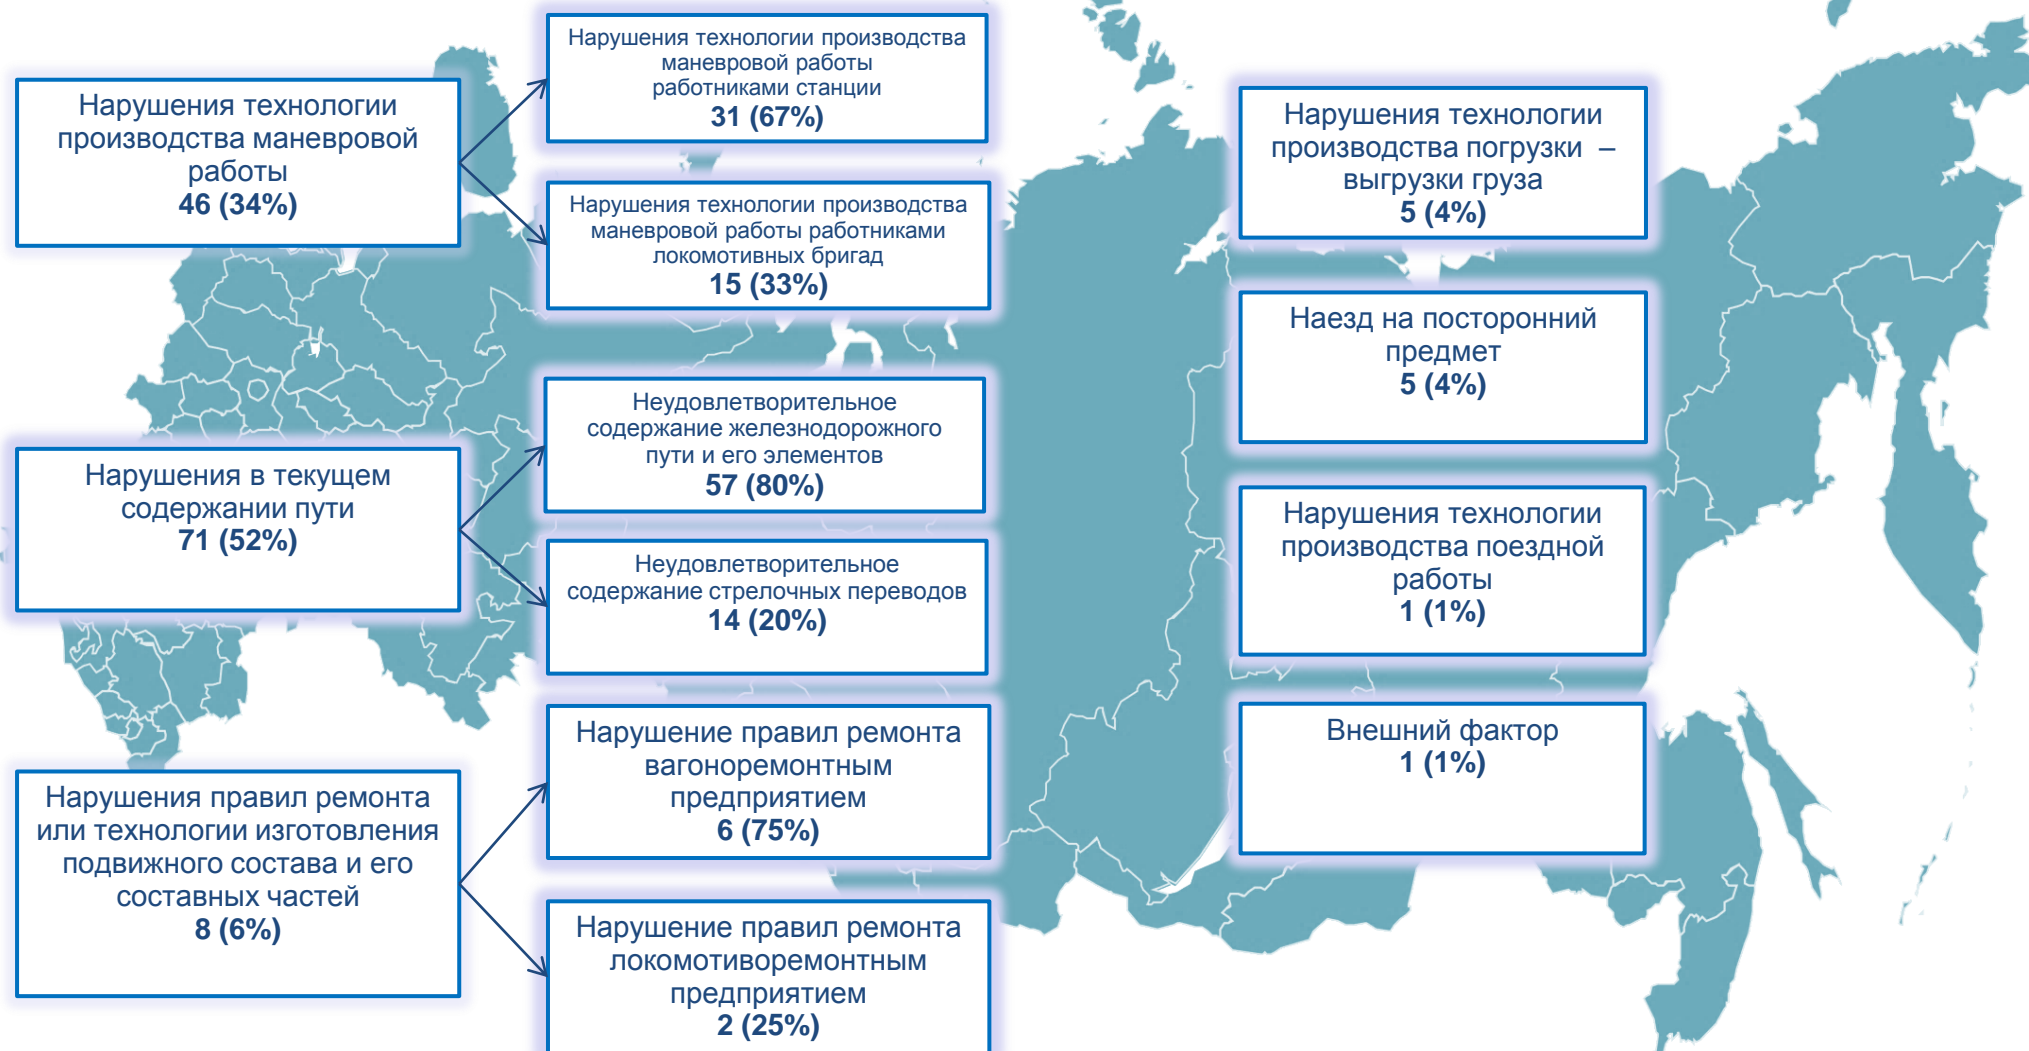 Нарушения технологии
производства маневровой
работы
46 (34%)
Нарушения технологии производства
маневровой работы
работниками станции
31 (67%)
Нарушения технологии производства
маневровой работы работниками
локомотивных бригад
15 (33%)
Нарушения в текущем
содержании пути
71 (52%)
Неудовлетворительное
содержание железнодорожного
пути и его элементов
57 (80%)
Неудовлетворительное
содержание стрелочных переводов
14 (20%)
Нарушения правил ремонта
или технологии изготовления
подвижного состава и его
составных частей
8 (6%)
Нарушение правил ремонта
вагоноремонтным
предприятием
6 (75%)
Нарушение правил ремонта
локомотиворемонтным
предприятием
2 (25%)
Нарушения технологии
производства погрузки –
выгрузки груза
5 (4%)
Наезд на посторонний
предмет
5 (4%)
Нарушения технологии
производства поездной
работы
1 (1%)
Внешний фактор
1 (1%)